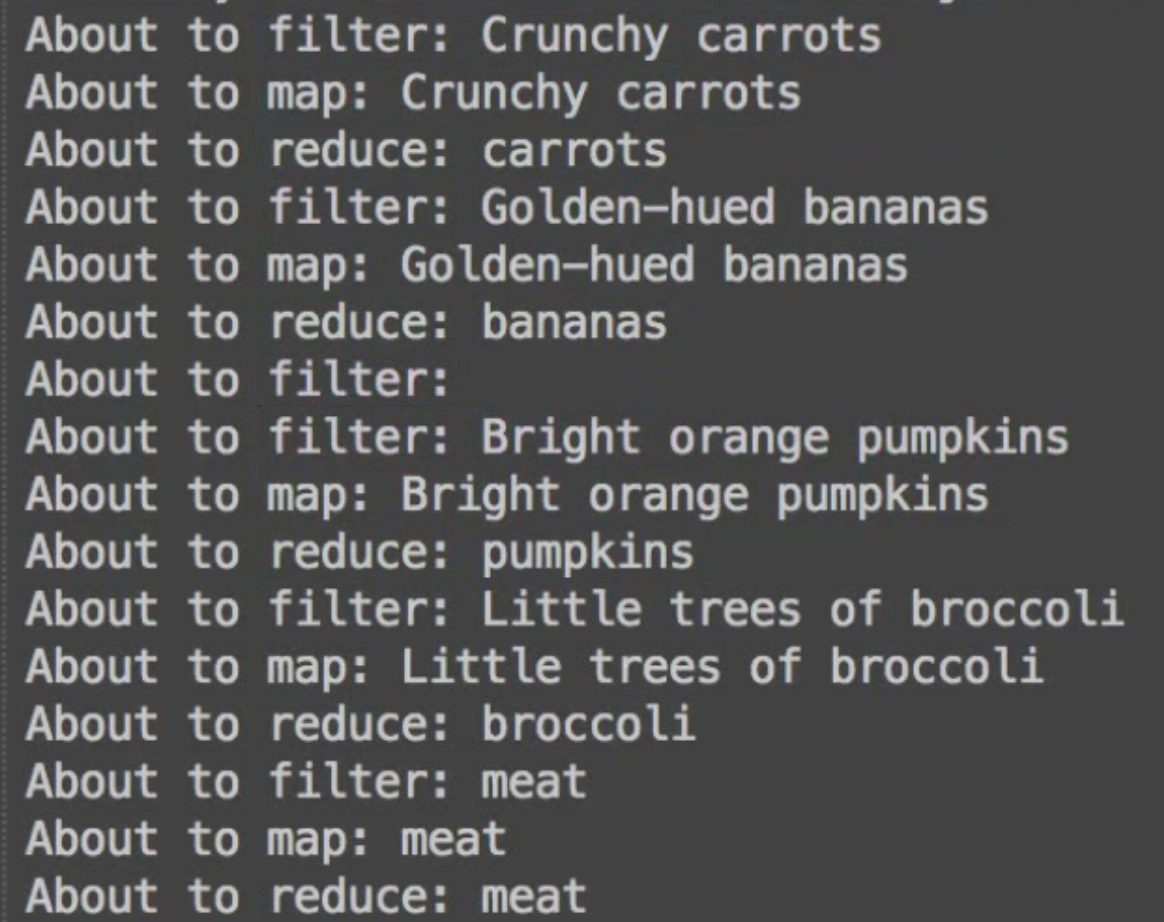 About to filter: Crunchy carrots
About to map: Crunchy carrots
About to reduce: carrots
About to filter: Golden-hued bananas
About to map: Golden-hued bananas
About to reduce: bananas
About to filter:
About to filter: Bright orange pumpkins
About to map: Bright orange pumpkins
About to reduce: pumpkins
About to filter: Little trees of broccoli
About to map: Little trees of broccoli
About to reduce: broccoli
About to filter: meat
About to map: meat
About to reduce: meat